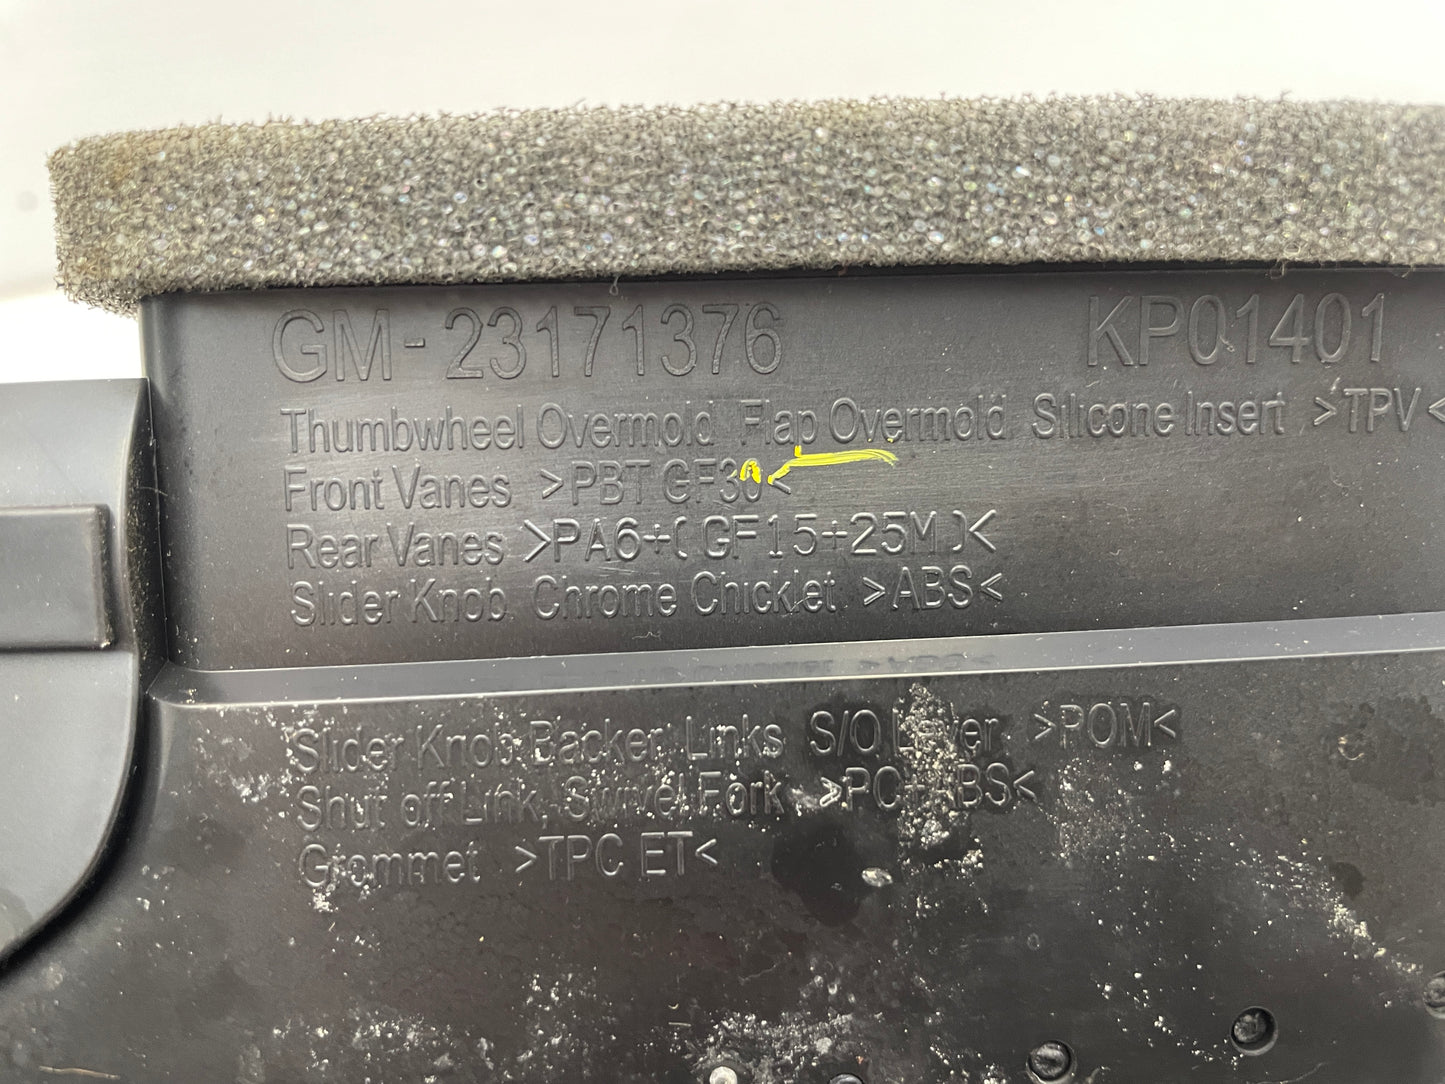 GM-23171376 KP01401
Thumbwheel Overmold Flap Overmold Silicone Insert >TPV<
Front Vanes >PBT GF30<
Rear Vanes >PA6+(GF15+25M)<
Slider Knob Chrome Chicklet >ABS<
Slider Knob Backer, Links S/O Lever >POM<
Shut off Link, Swivel Fork >PC+ABS<
Grommet >TPC ET<